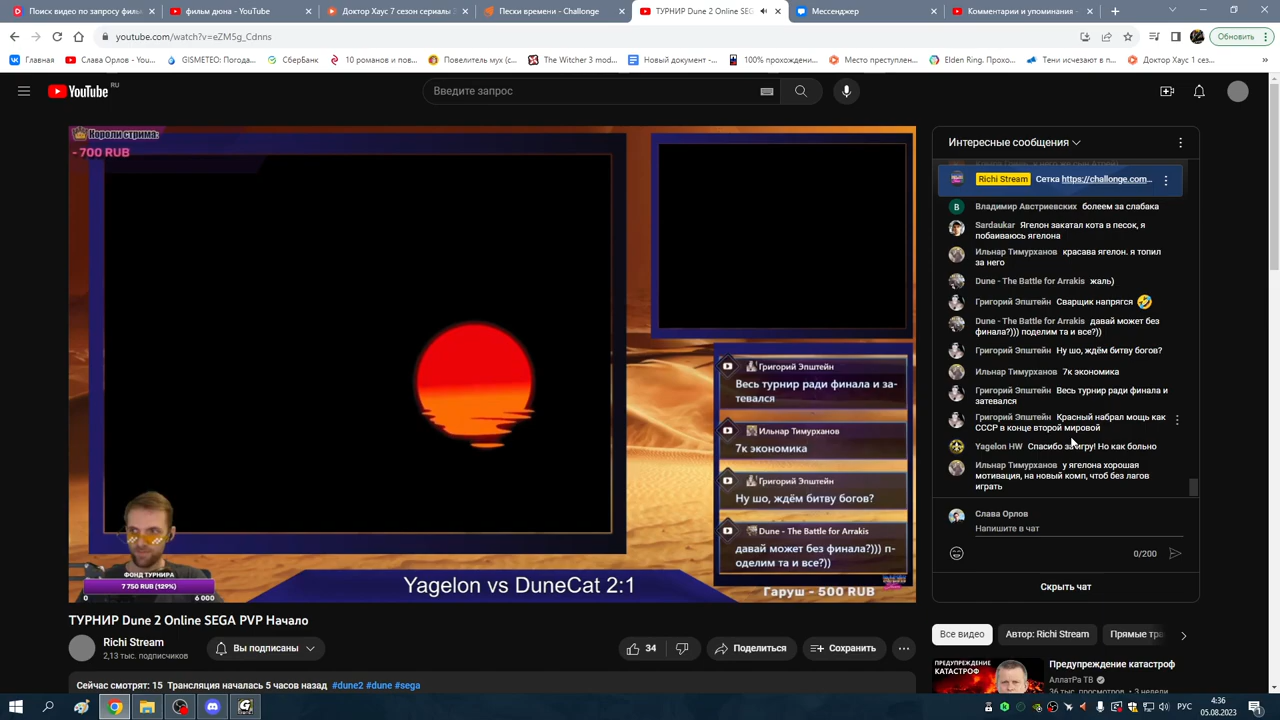 Поиск видео по запросу фильм
фильм дюна - YouTube
Доктор Хаус 7 сезон сериалы
Пески времени - Challonge
ТУРНИР Dune 2 Online SEG
Мессенджер
Комментарии и упоминания -
youtube.com/watch?v=eZM5g_Cdnns
Обновить
Главная
Слава Орлов - You...
GISMETEO: Погода...
СберБанк
10 романов и пов...
Повелитель мух (с...
The Witcher 3 mod...
Новый документ -...
100% прохождени...
Место преступлен...
Elden Ring. Прохо...
Тени исчезают в п...
Доктор Хаус 1 сез...
YouTube
RU
Введите запрос
Короли стрима:
- 700 RUB
Григорий Эпштейн
Весь турнир ради финала и за-
тевался
Ильнар Тимурханов
7к экономика
Григорий Эпштейн
Ну шо, ждём битву богов?
Dune - The Battle for Arrakis
давай может без финала?))) п-
оделим та и все?))
ФОНД ТУРНИРА
7 750 RUB (129%)
0
6 000
Yagelon vs DuneCat 2:1
Гаруш - 500 RUB
Интересные сообщения
Richi Stream Сетка https://challonge.com...
Владимир Австриевских болеем за слабака
Sardaukar Ягелон закатал кота в песок, я
побаиваюсь ягелона
Ильнар Тимурханов красава ягелон. я топил
за него
Dune - The Battle for Arrakis жаль)
Григорий Эпштейн Сварщик напрягся 🤣
Dune - The Battle for Arrakis давай может без
финала?))) поделим та и все?))
Григорий Эпштейн Ну шо, ждём битву богов?
Ильнар Тимурханов 7к экономика
Григорий Эпштейн Весь турнир ради финала и
затевался
Григорий Эпштейн Красный набрал мощь как
СССР в конце второй мировой
Yagelon HW Спасибо за игру! Но как больно
Ильнар Тимурханов у ягелона хорошая
мотивация, на новый комп, чтоб без лагов
играть
Слава Орлов
Напишите в чат
0/200
Скрыть чат
ТУРНИР Dune 2 Online SEGA PVP Начало
Richi Stream
2,13 тыс. подписчиков
Вы подписаны
34
Поделиться
Сохранить
Сейчас смотрят: 15 Трансляция началась 5 часов назад #dune2 #dune #sega
Все видео
Автор: Richi Stream
Прямые тра
ПРЕДУПРЕЖДЕНИЕ
КАТАСТРОФ
Предупреждение катастроф
АллатРа ТВ
36 тыс. просмотров • 3 недели
РУС
4:36
05.08.2023